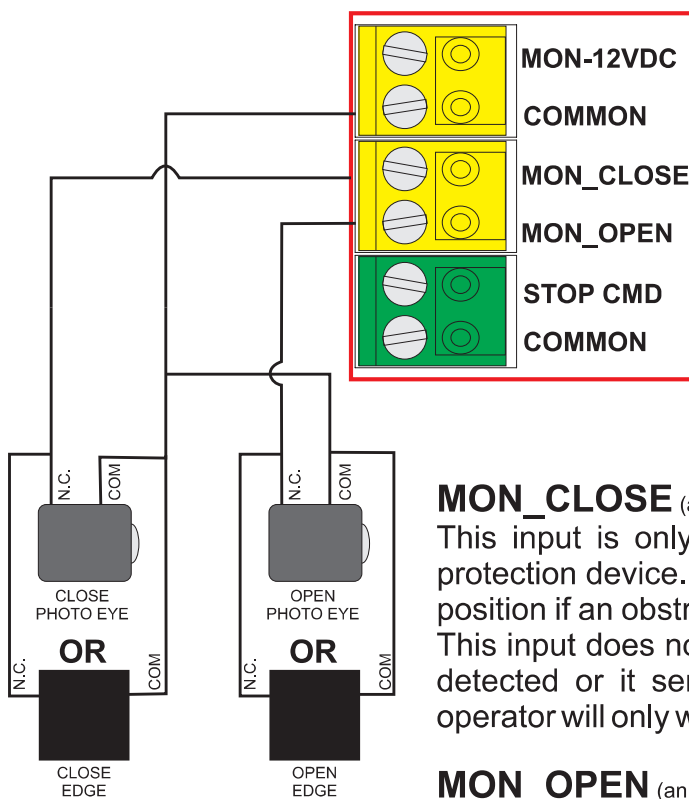 MON-12VDC
COMMON
MON_CLOSE
MON_OPEN
STOP CMD
COMMON
N.C.
COM
N.C.
COM
CLOSE
PHOTO EYE
OPEN
PHOTO EYE
OR
OR
N.C.
COM
N.C.
COM
CLOSE
EDGE
OPEN
EDGE
MON_CLOSE
This input is only
protection device.
position if an obstr
This input does no
detected or it ser
operator will only w
MON_OPEN (an